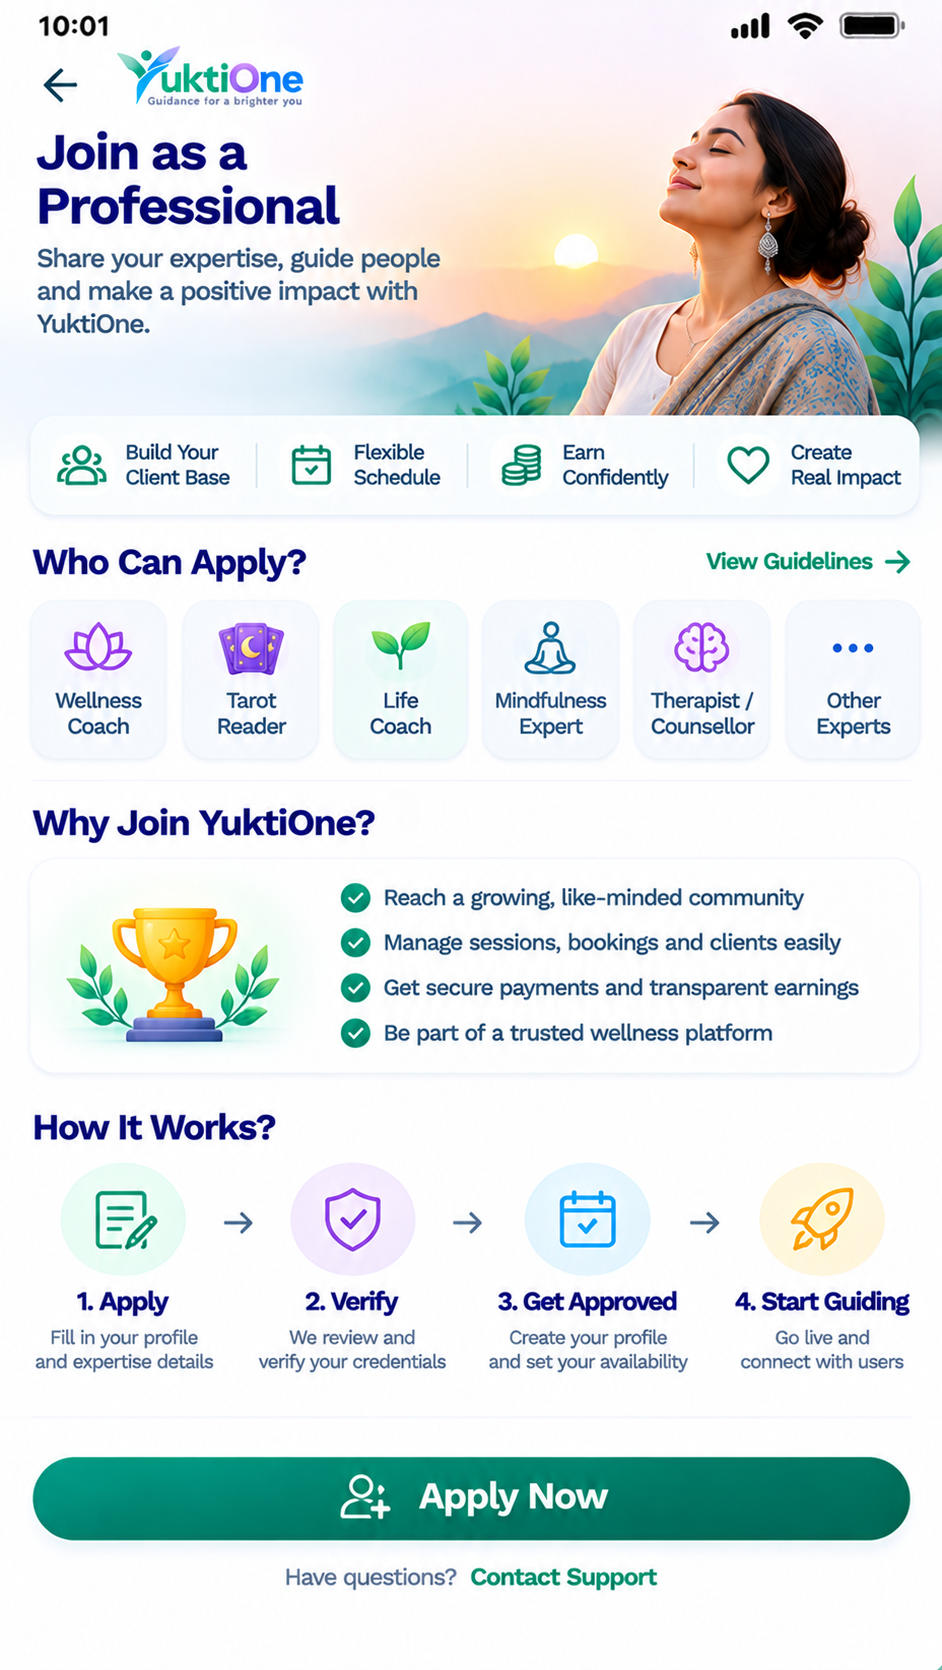 10:01
YuktiOne
Guidance for a brighter you
Join as a
Professional
Share your expertise, guide people
and make a positive impact with
YuktiOne.
Build Your
Client Base
Flexible
Schedule
Earn
Confidently
Create
Real Impact
Who Can Apply?
View Guidelines →
Wellness
Coach
Tarot
Reader
Life
Coach
Mindfulness
Expert
Therapist /
Counsellor
Other
Experts
Why Join YuktiOne?
Reach a growing, like-minded community
Manage sessions, bookings and clients easily
Get secure payments and transparent earnings
Be part of a trusted wellness platform
How It Works?
1. Apply
Fill in your profile
and expertise details
2. Verify
We review and
verify your credentials
3. Get Approved
Create your profile
and set your availability
4. Start Guiding
Go live and
connect with users
Apply Now
Have questions? Contact Support